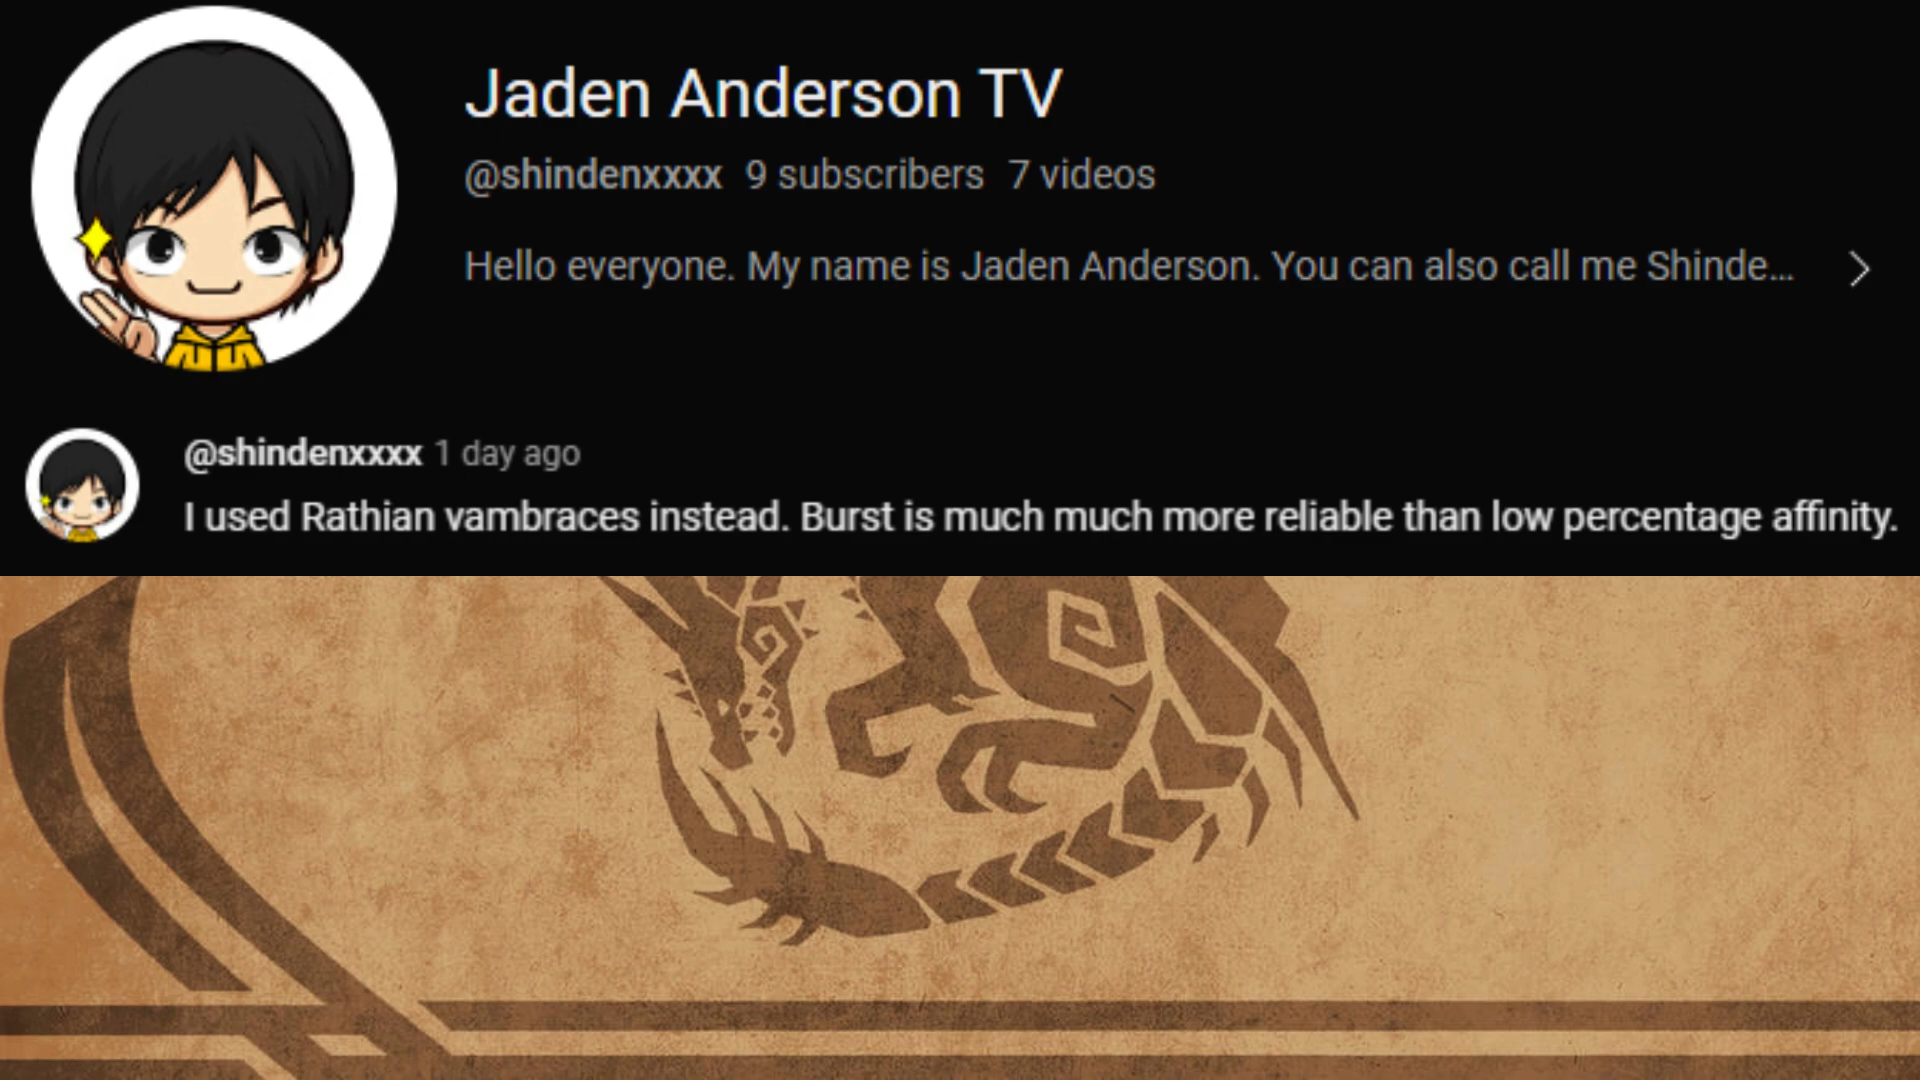 Jaden Anderson TV
@shindenxxxx 9 subscribers 7 videos
Hello everyone. My name is Jaden Anderson. You can also call me Shinde...
@shindenxxxx 1 day ago
I used Rathian vambraces instead. Burst is much much more reliable than low percentage affinity.